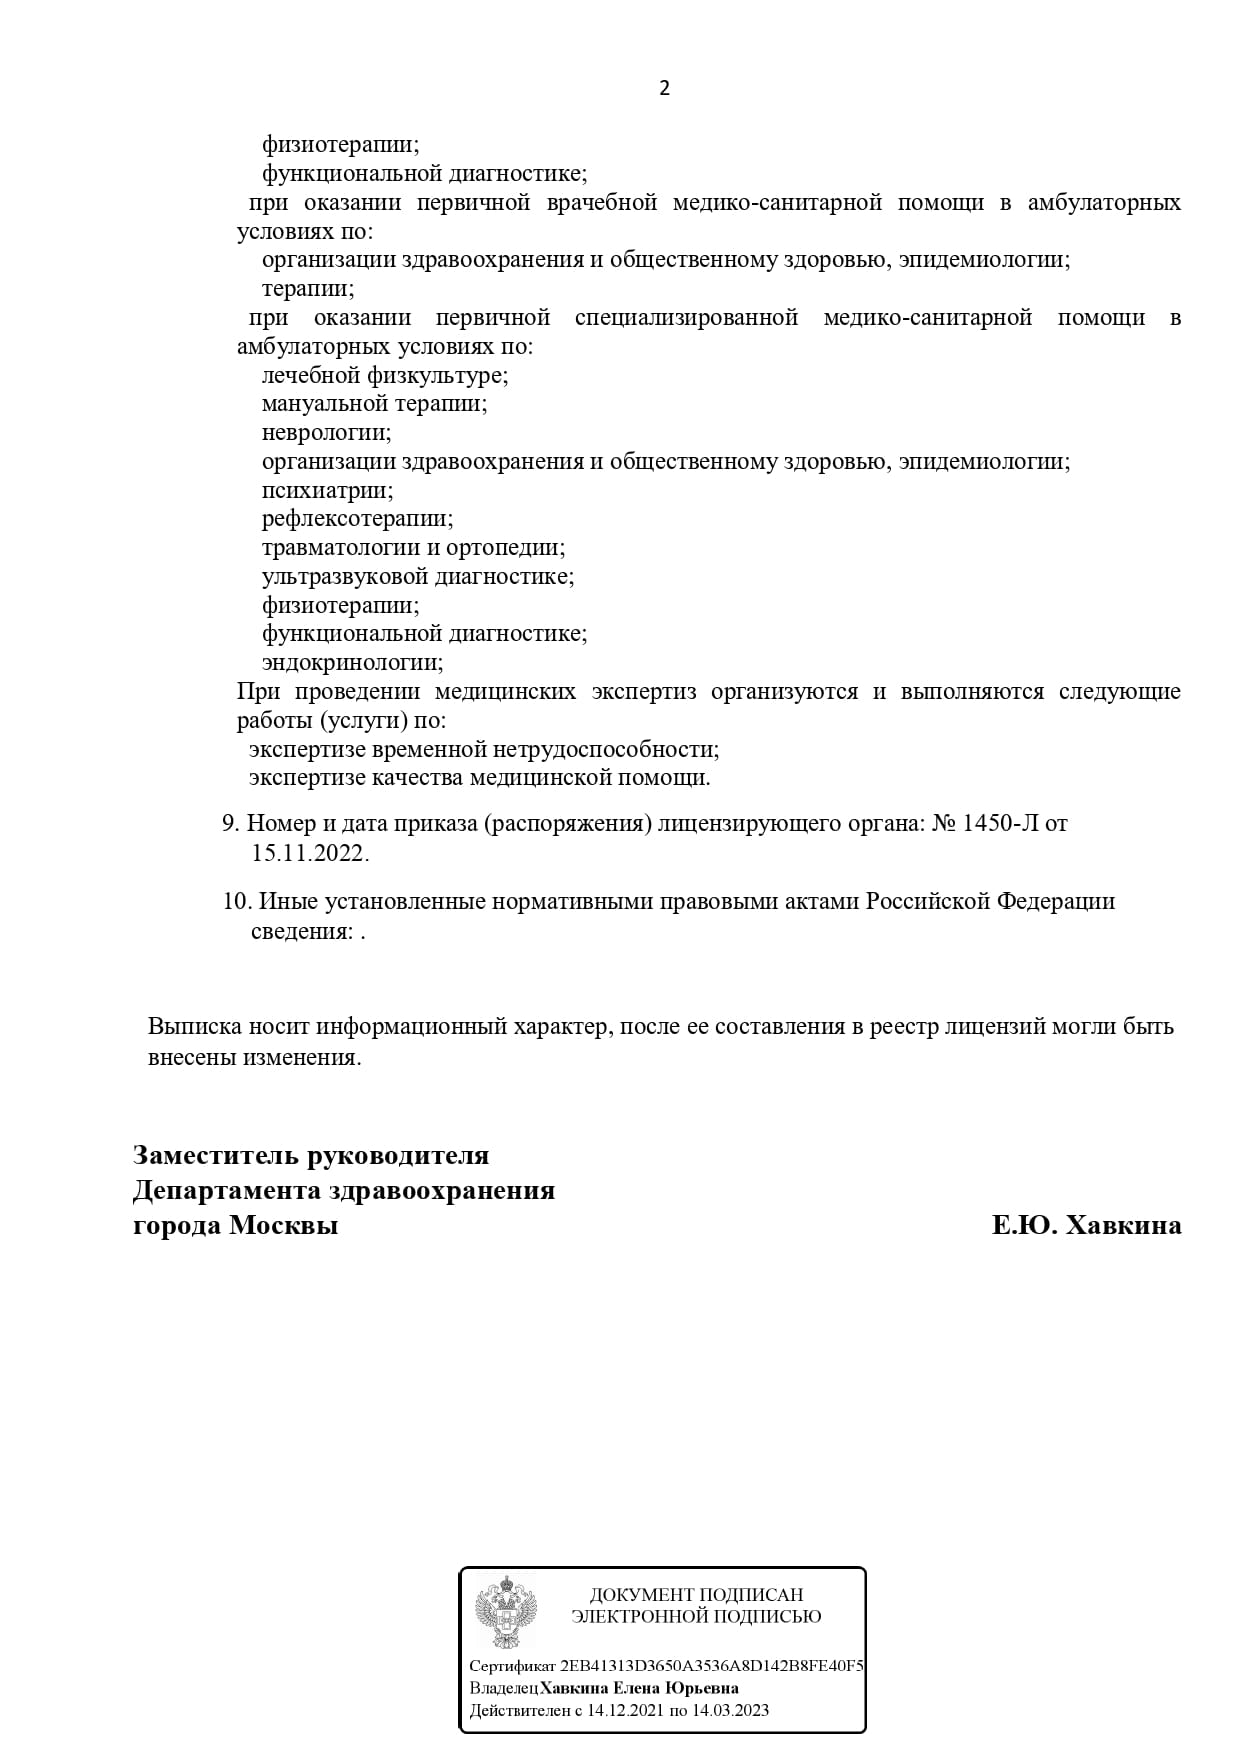 2
физиотерапии;
функциональной диагностике;
при оказании первичной врачебной медико-санитарной помощи в амбулаторных
условиях по:
организации здравоохранения и общественному здоровью, эпидемиологии;
терапии;
при оказании первичной специализированной медико-санитарной помощи в
амбулаторных условиях по:
лечебной физкультуре;
мануальной терапии;
неврологии;
организации здравоохранения и общественному здоровью, эпидемиологии;
психиатрии;
рефлексотерапии;
травматологии и ортопедии;
ультразвуковой диагностике;
физиотерапии;
функциональной диагностике;
эндокринологии;
При проведении медицинских экспертиз организуются и выполняются следующие
работы (услуги) по:
экспертизе временной нетрудоспособности;
экспертизе качества медицинской помощи.
9. Номер и дата приказа (распоряжения) лицензирующего органа: № 1450-Л от
15.11.2022.
10. Иные установленные нормативными правовыми актами Российской Федерации
сведения: .
Выписка носит информационный характер, после ее составления в реестр лицензий могли быть
внесены изменения.
Заместитель руководителя
Департамента здравоохранения
города Москвы Е.Ю. Хавкина
ДОКУМЕНТ ПОДПИСАН
ЭЛЕКТРОННОЙ ПОДПИСЬЮ
Сертификат 2EB41313D3650A3536A8D142B8FE40F5
Владелец Хавкина Елена Юрьевна
Действителен с 14.12.2021 по 14.03.2023